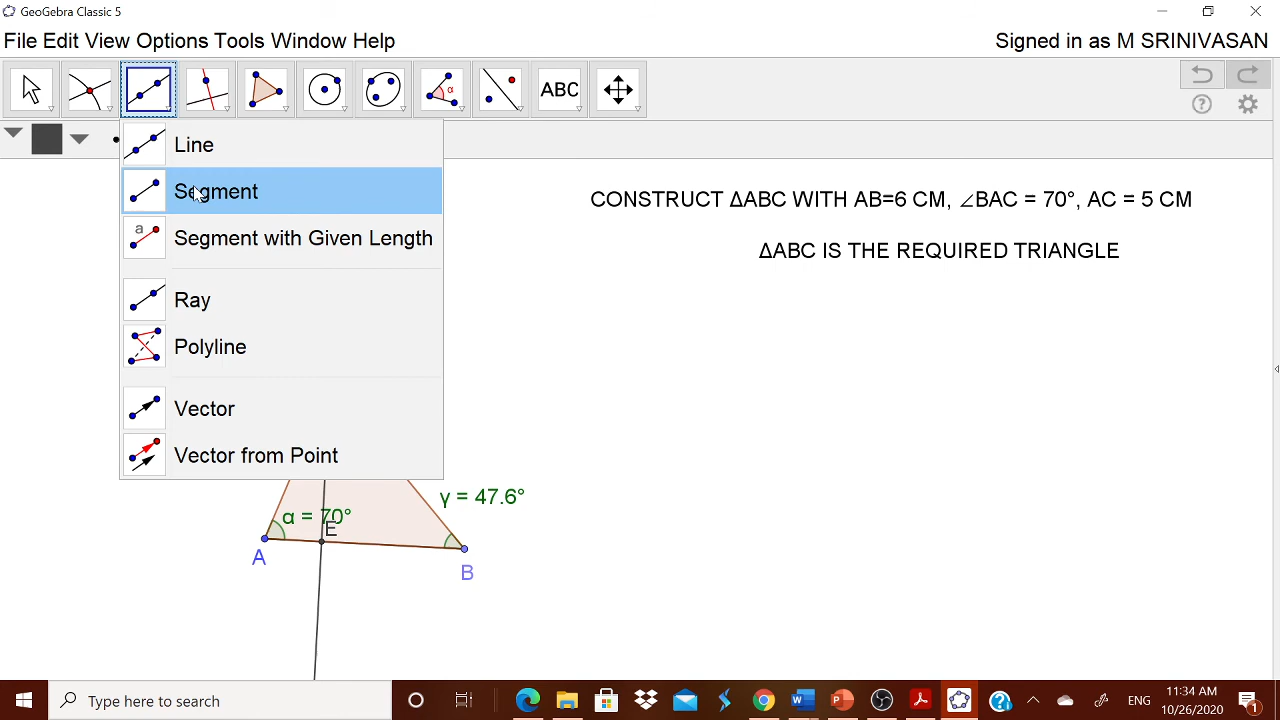 GeoGebra Classic 5
File Edit View Options Tools Window Help
Signed in as M SRINIVASAN
ABC
Line
Segment
a
Segment with Given Length
Ray
Polyline
Vector
Vector from Point
CONSTRUCT ΔABC WITH AB=6 CM, ∠BAC = 70°, AC = 5 CM
ΔABC IS THE REQUIRED TRIANGLE
γ = 47.6°
α = 70°
E
A
B
Type here to search
ENG
11:34 AM
10/26/2020
1